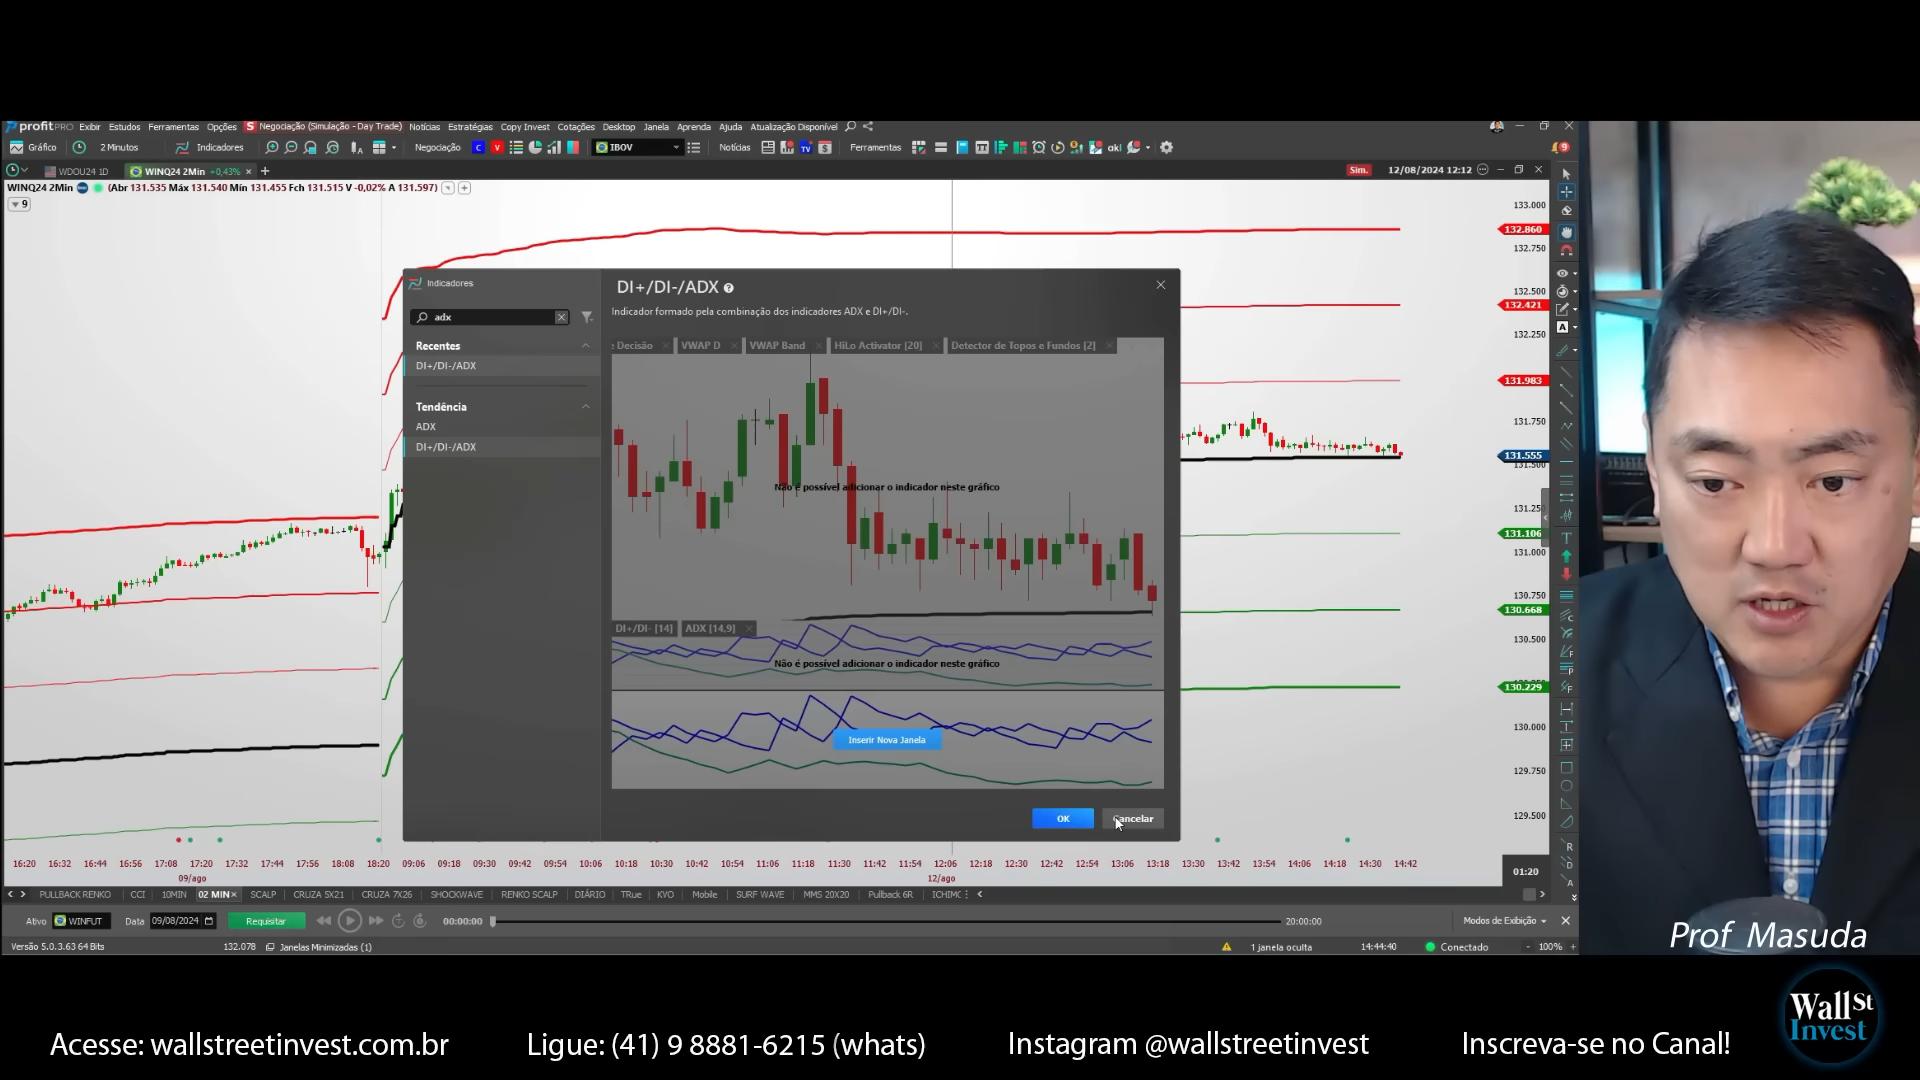 profitPRO Exibir Estudos Ferramentas Opções S Negociação (Simulação - Day Trade) Notícias Estratégias Copy Invest Cotações Desktop Janela Aprenda Ajuda Atualização Disponível
Gráfico 2 Minutos Indicadores Negociação C V IBOV Notícias TV $ Ferramentas akl 9
WDOU24 1D WINQ24 2Min +0,43% × +
Sim. 12/08/2024 12:12
WINQ24 2Min (Abr 131.535 Máx 131.540 Mín 131.455 Fch 131.515 V -0,02% A 131.597)
9
133.000
132.860
132.750
132.500
132.421
132.250
131.983
131.750
131.555
131.500
131.250
131.106
131.000
130.750
130.668
130.500
130.229
130.000
129.750
129.500
Indicadores
adx
Recentes
DI+/DI-/ADX
Tendência
ADX
DI+/DI-/ADX
DI+/DI-/ADX
Indicador formado pela combinação dos indicadores ADX e DI+/DI-.
e Decisão VWAP D VWAP Band HiLo Activator [20] Detector de Topos e Fundos [2]
Não é possível adicionar o indicador neste gráfico
DI+/DI- [14] ADX [14,9]
Não é possível adicionar o indicador neste gráfico
Inserir Nova Janela
OK Cancelar
16:20 16:32 16:44 16:56 17:08 17:20 17:32 17:44 17:56 18:08 18:20 09:06 09:18 09:30 09:42 09:54 10:06 10:18 10:30 10:42 10:54 11:06 11:18 11:30 11:42 11:54 12:06 12:18 12:30 12:42 12:54 13:06 13:18 13:30 13:42 13:54 14:06 14:18 14:30 14:42
09/ago 12/ago
01:20
PULLBACK RENKO CCI 10MIN 02 MIN SCALP CRUZA 5X21 CRUZA 7X26 SHOCKWAVE RENKO SCALP DIÁRIO TRue KVO Mobile SURF WAVE MMS 20X20 Pullback 6R ICHIMC
Ativo WINFUT Data 09/08/2024 Requisitar 00:00:00 20:00:00 Modos de Exibição
Versão 5.0.3.63 64 Bits 132.078 Janelas Minimizadas (1) 1 janela oculta 14:44:40 Conectado - 100% +
Prof Masuda
Wall St
Invest
Acesse: wallstreetinvest.com.br Ligue: (41) 9 8881-6215 (whats) Instagram @wallstreetinvest Inscreva-se no Canal!